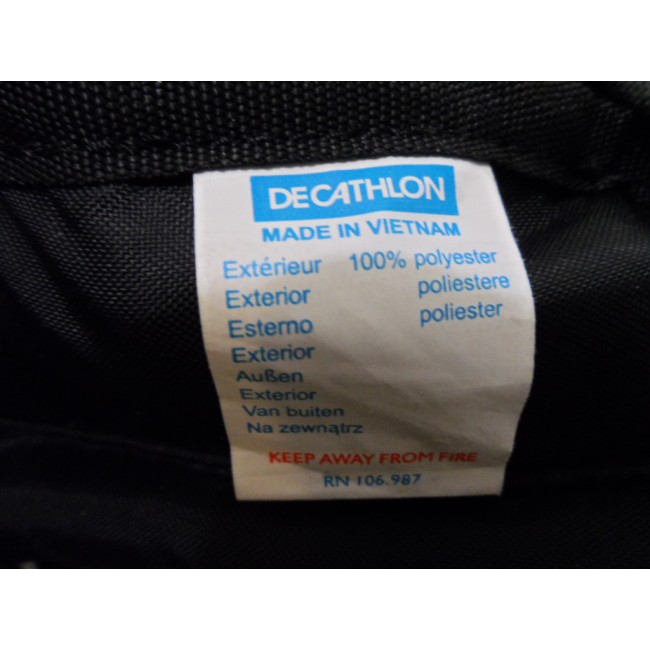 DECATHLON
MADE IN VIETNAM
Extérieur 100% polyester
Exterior poliestere
Esterno poliester
Exterior
Außen
Exterior
Van buiten
Na zewnątrz
KEEP AWAY FROM FIRE
RN 106.987